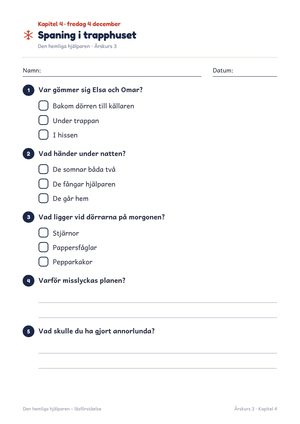 Kapitel 4 · fredag 4 december
Spaning i trapphuset
Den hemliga hjälparen · Årskurs 3
Namn: Datum:
1 Var gömmer sig Elsa och Omar?
Bakom dörren till källaren
Under trappan
I hissen
2 Vad händer under natten?
De somnar båda två
De fångar hjälparen
De går hem
3 Vad ligger vid dörrarna på morgonen?
Stjärnor
Pappersfåglar
Pepparkakor
4 Varför misslyckas planen?
5 Vad skulle du ha gjort annorlunda?
Den hemliga hjälparen – läsförståelse Årskurs 3 · Kapitel 4